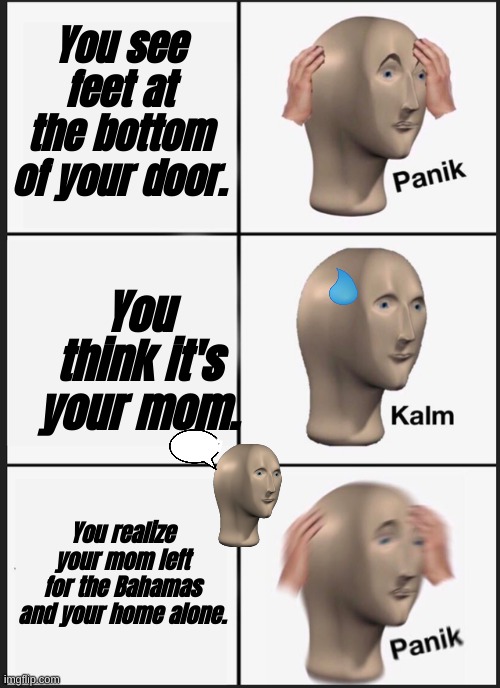 You see
feet at
the bottom
of your door.
Panik
You
think it's
your mom.
Kalm
You realize
your mom left
for the Bahamas
and your home alone.
Panik
imgflip.com